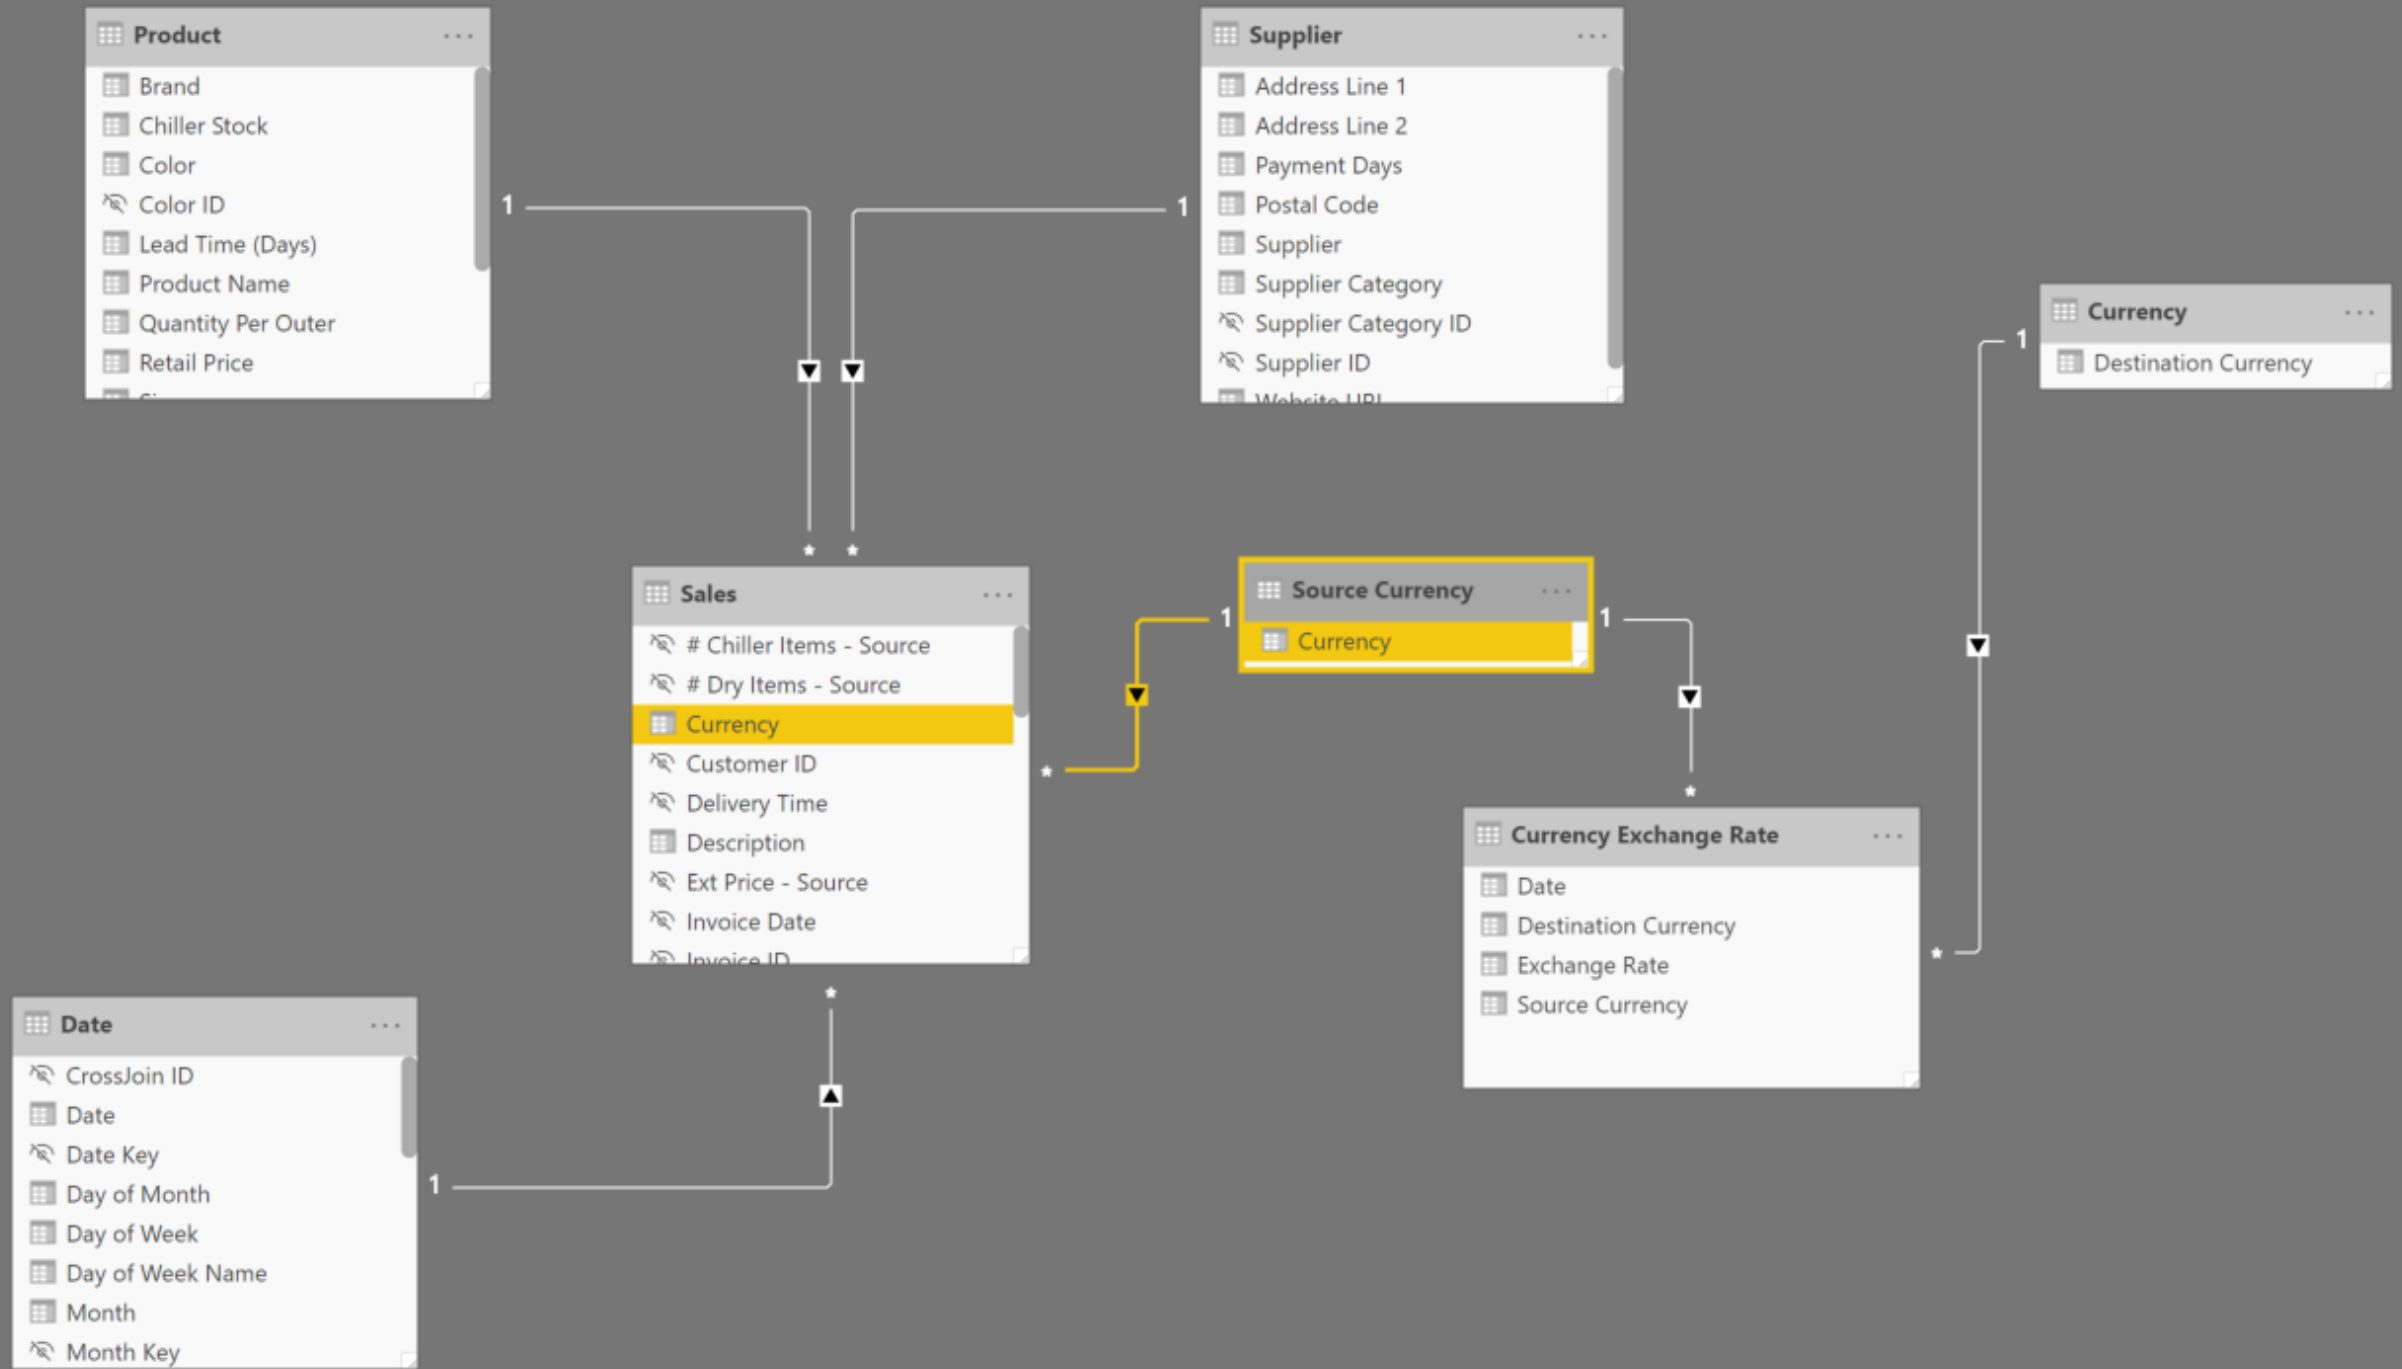 Product
Brand
Chiller Stock
Color
Color ID
Lead Time (Days)
Product Name
Quantity Per Outer
Retail Price
1
Supplier
Address Line 1
Address Line 2
Payment Days
Postal Code
Supplier
Supplier Category
Supplier Category ID
Supplier ID
Website URL
1
Currency
Destination Currency
1
*
*
Sales
# Chiller Items - Source
# Dry Items - Source
Currency
Customer ID
Delivery Time
Description
Ext Price - Source
Invoice Date
Invoice ID
*
*
Source Currency
Currency
1
1
*
Currency Exchange Rate
Date
Destination Currency
Exchange Rate
Source Currency
*
Date
CrossJoin ID
Date
Date Key
Day of Month
Day of Week
Day of Week Name
Month
Month Key
1